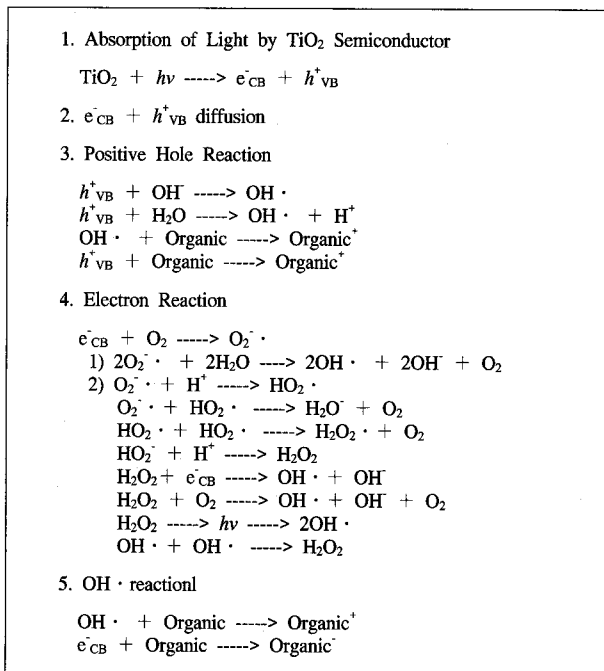 1. Absorption of Light by TiO₂ Semiconductor
TiO₂ + hν -----> e⁻CB + h⁺VB
2. e⁻CB + h⁺VB diffusion
3. Positive Hole Reaction
h⁺VB + OH⁻ -----> OH ·
h⁺VB + H₂O -----> OH · + H⁺
OH · + Organic -----> Organic⁺
h⁺VB + Organic -----> Organic⁺
4. Electron Reaction
e⁻CB + O₂ -----> O₂⁻ ·
1) 2O₂⁻ · + 2H₂O ----> 2OH · + 2OH⁻ + O₂
2) O₂⁻ · + H⁺ -----> HO₂ ·
O₂⁻ · + HO₂ · -----> H₂O⁻ + O₂
HO₂ · + HO₂ · -----> H₂O₂ · + O₂
HO₂⁻ + H⁺ -----> H₂O₂
H₂O₂ + e⁻CB -----> OH · + OH⁻
H₂O₂ + O₂ -----> OH · + OH⁻ + O₂
H₂O₂ -----> hν -----> 2OH ·
OH · + OH · -----> H₂O₂
5. OH · reactionl
OH · + Organic -----> Organic⁺
e⁻CB + Organic -----> Organic⁻